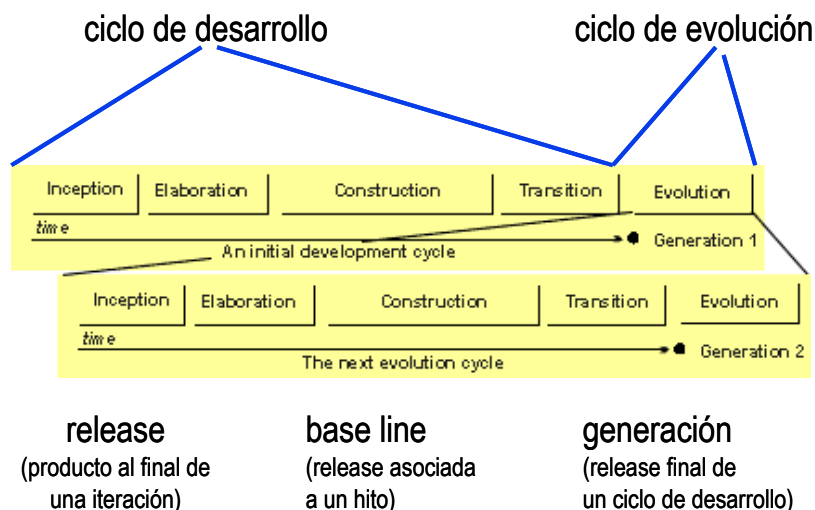 ciclo de desarrollo ciclo de evolución
Inception Elaboration Construction Transition Evolution
time
Generation 1
An initial development cycle
Inception Elaboration Construction Transition Evolution
time
Generation 2
The next evolution cycle
release base line generación
(producto al final de (release asociada (release final de
una iteración) a un hito) un ciclo de desarrollo)